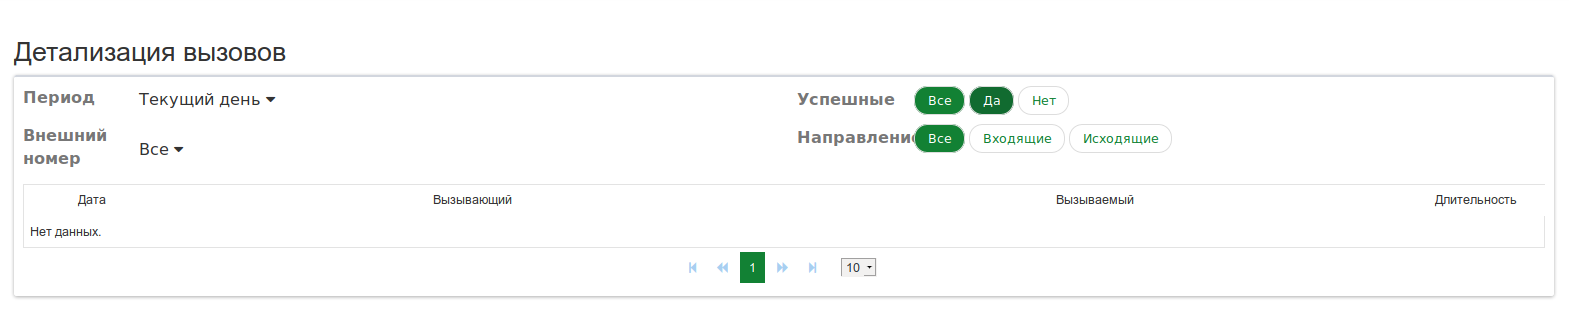 Детализация вызовов
Период Текущий день Успешные Все Да Нет
Внешний номер Все Направление Все Входящие Исходящие
Дата Вызывающий Вызываемый Длительность
Нет данных.
1 10